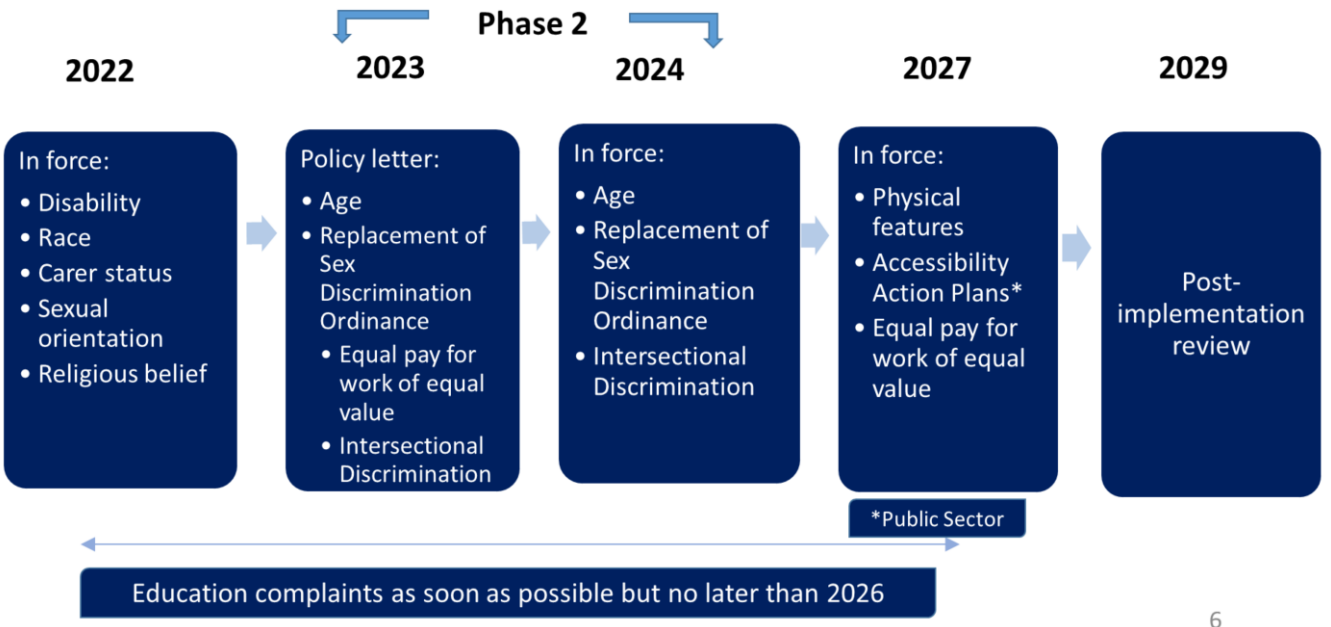 Phase 2
2022
2023
2024
2027
2029
In force:
• Disability
• Race
• Carer status
• Sexual
orientation
• Religious belief
Policy letter:
• Age
• Replacement of
Sex
Discrimination
Ordinance
• Equal pay for
work of equal
value
• Intersectional
Discrimination
In force:
• Age
• Replacement of
Sex
Discrimination
Ordinance
• Intersectional
Discrimination
In force:
• Physical
features
• Accessibility
Action Plans*
• Equal pay for
work of equal
value
Post-
implementation
review
*Public Sector
Education complaints as soon as possible but no later than 2026
6